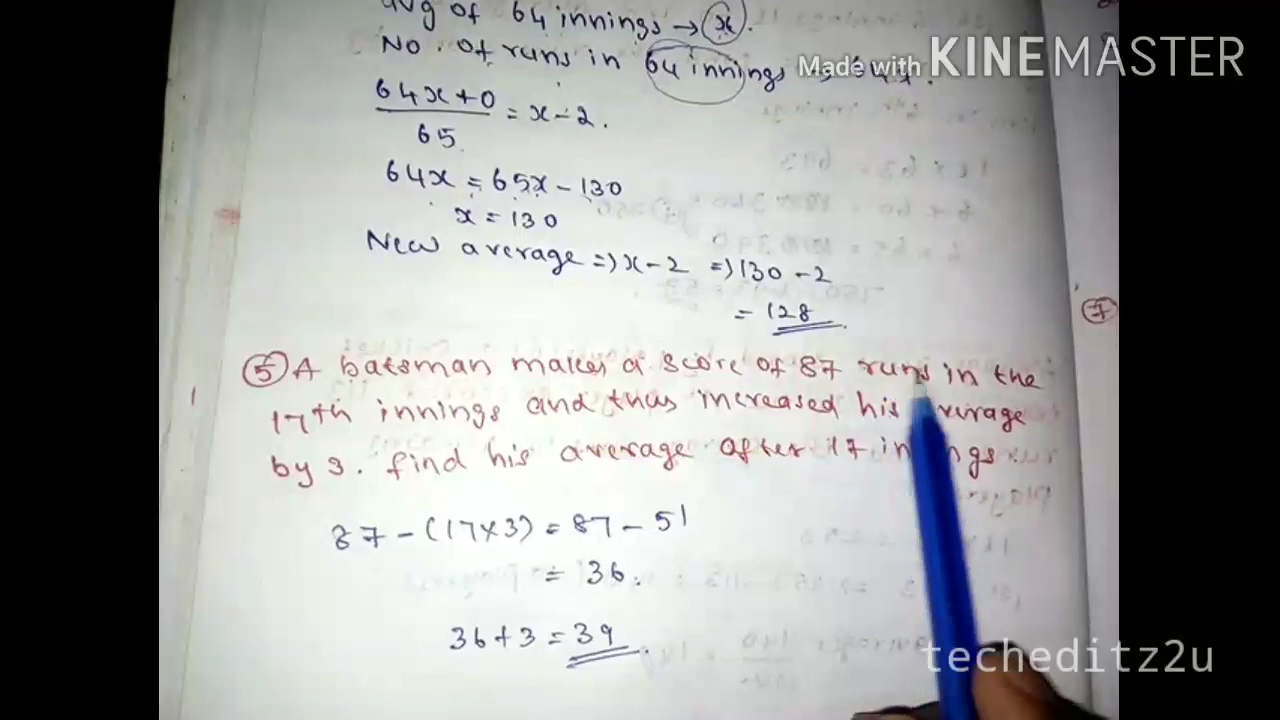 avg of 64 innings → x.
No. of runs in 64 innings
Made with KINEMASTER
64x+0
—— = x-2.
65
64x = 65x - 130
x = 130
New average => x-2 => 130-2
= 128
7
5 A batsman makes a score of 87 runs in the
17th innings and thus increased his average
by 3. find his average after 17 innings
87-(17x3) = 87-51
= 36.
36+3 = 39
techeditz2u